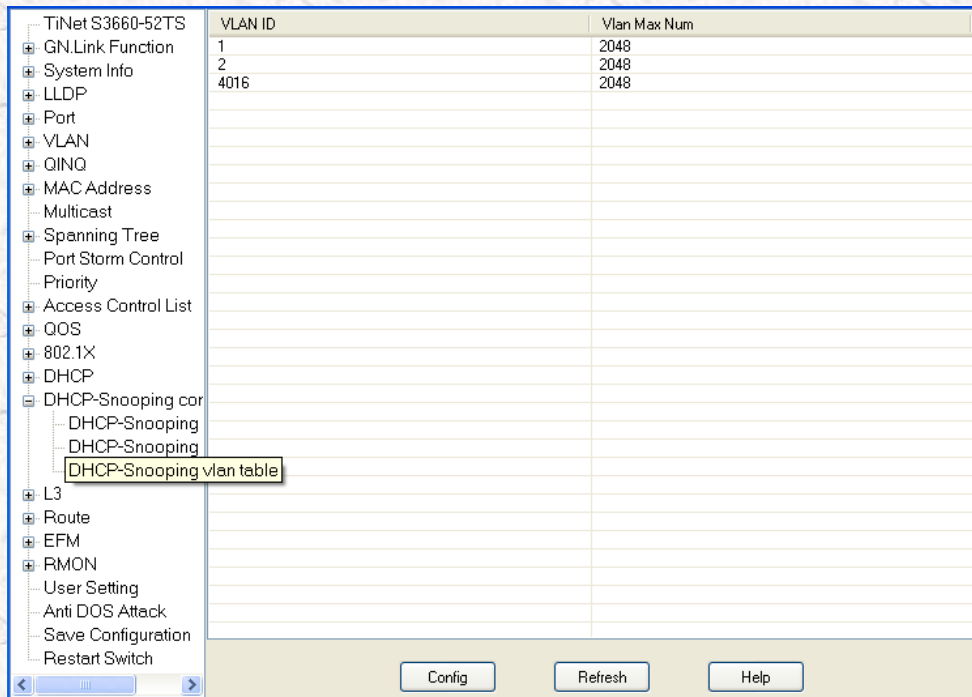 TiNet S3660-52TS
GN.Link Function
System Info
LLDP
Port
VLAN
QINQ
MAC Address
Multicast
Spanning Tree
Port Storm Control
Priority
Access Control List
QOS
802.1X
DHCP
DHCP-Snooping cor
DHCP-Snooping
DHCP-Snooping
DHCP-Snooping vlan table
L3
Route
EFM
RMON
User Setting
Anti DOS Attack
Save Configuration
Restart Switch
VLAN ID Vlan Max Num
1 2048
2 2048
4016 2048
Config Refresh Help